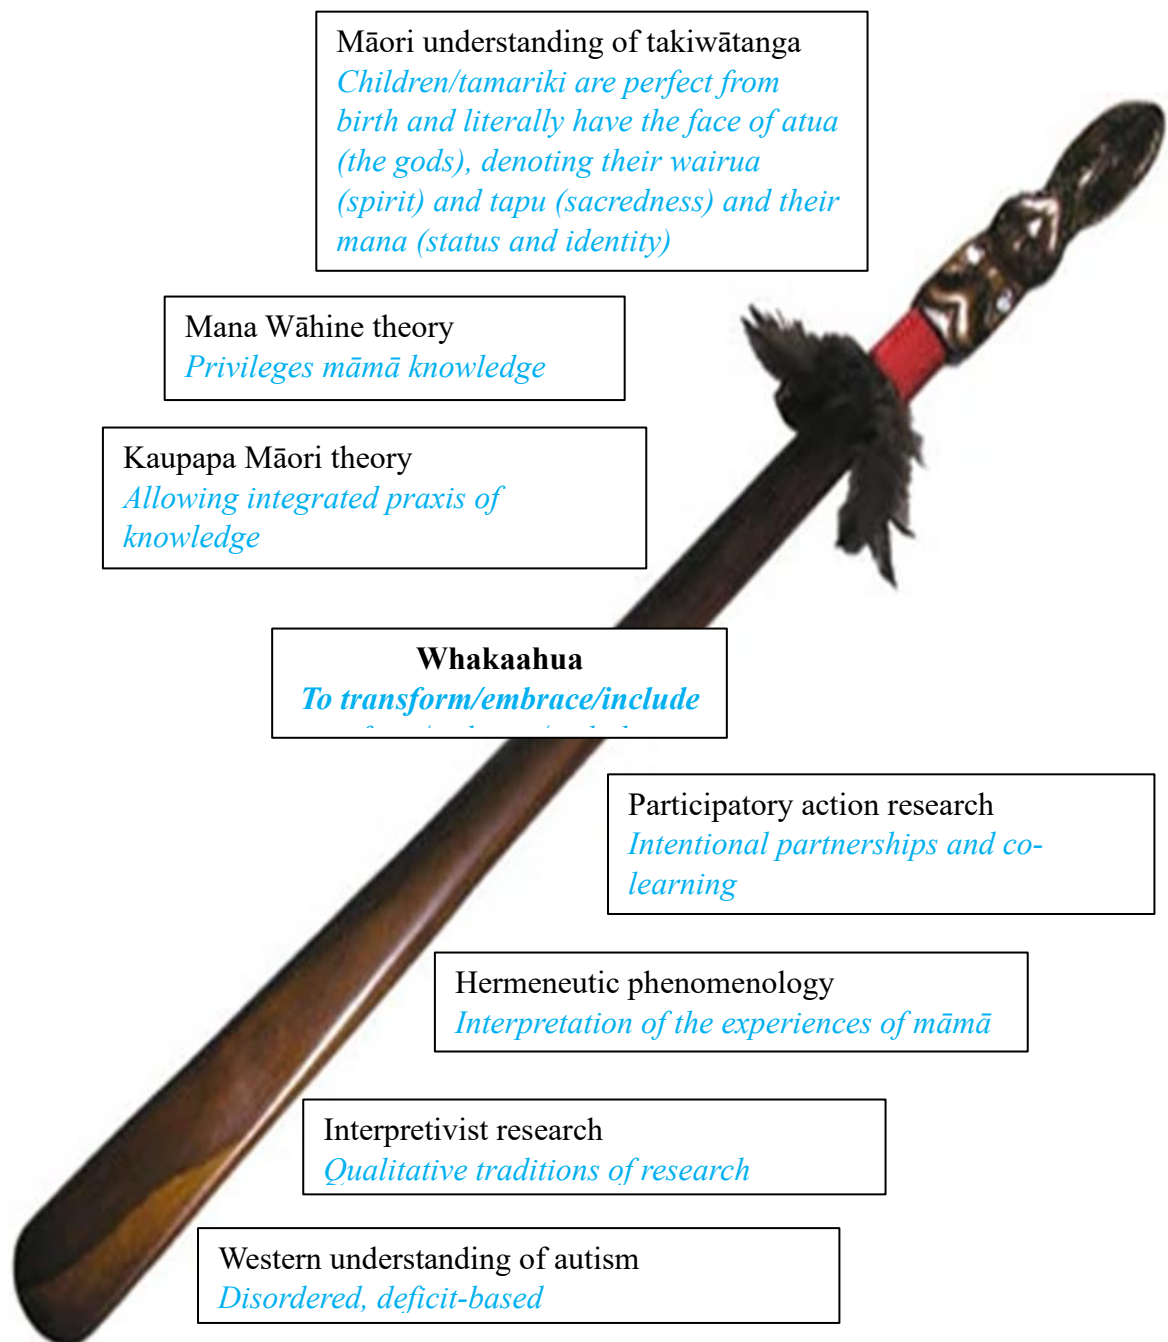 Māori understanding of takiwātanga
Children/tamariki are perfect from
birth and literally have the face of atua
(the gods), denoting their wairua
(spirit) and tapu (sacredness) and their
mana (status and identity)
Mana Wāhine theory
Privileges māmā knowledge
Kaupapa Māori theory
Allowing integrated praxis of
knowledge
Whakaahua
To transform/embrace/include
Participatory action research
Intentional partnerships and co-
learning
Hermeneutic phenomenology
Interpretation of the experiences of māmā
Interpretivist research
Qualitative traditions of research
Western understanding of autism
Disordered, deficit-based